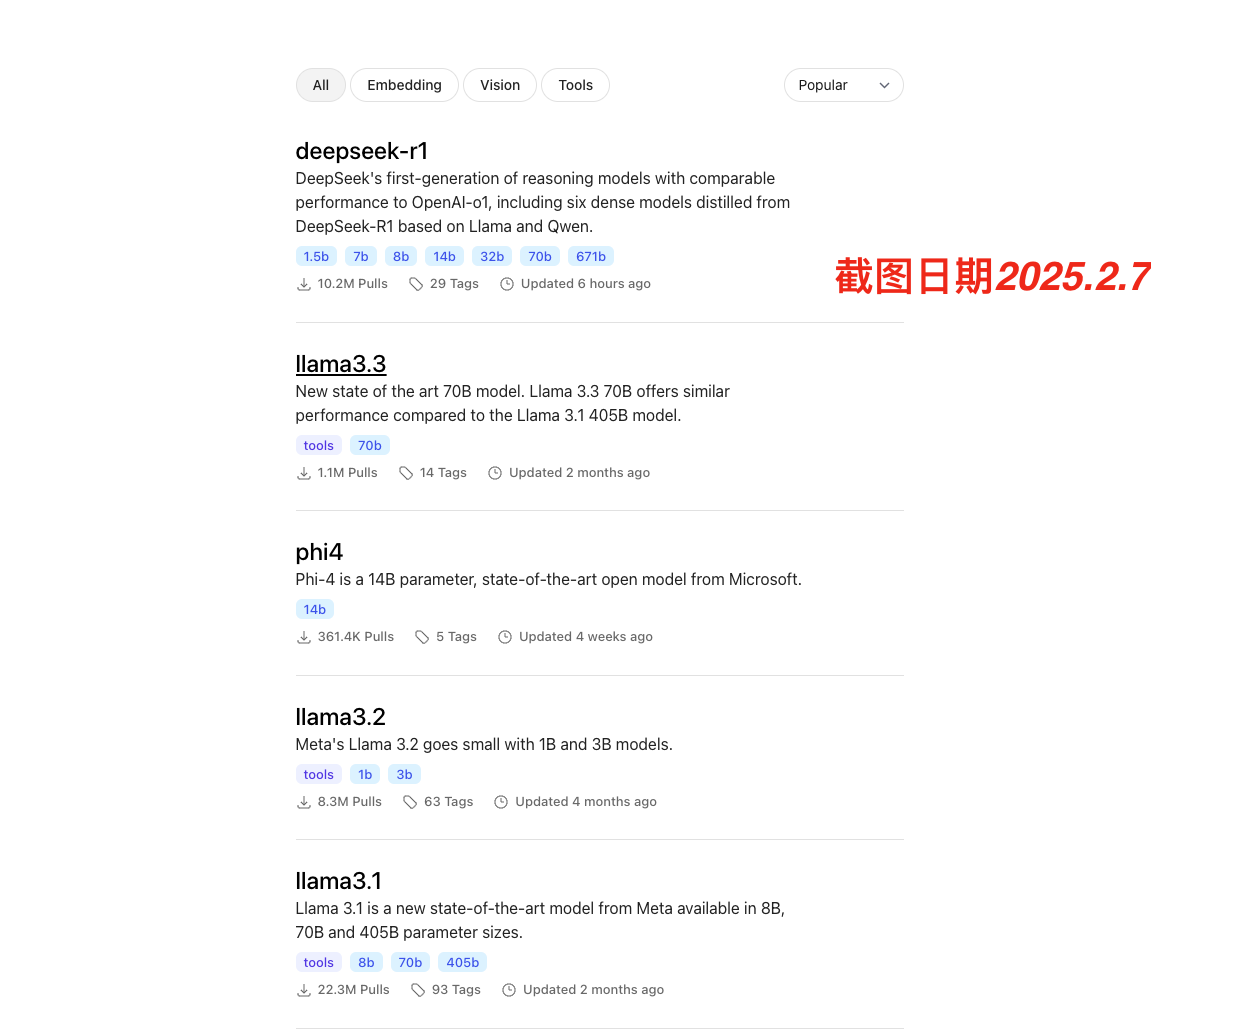 All Embedding Vision Tools Popular
deepseek-r1
DeepSeek's first-generation of reasoning models with comparable
performance to OpenAI-o1, including six dense models distilled from
DeepSeek-R1 based on Llama and Qwen.
1.5b 7b 8b 14b 32b 70b 671b
10.2M Pulls 29 Tags Updated 6 hours ago
截图日期2025.2.7
llama3.3
New state of the art 70B model. Llama 3.3 70B offers similar
performance compared to the Llama 3.1 405B model.
tools 70b
1.1M Pulls 14 Tags Updated 2 months ago
phi4
Phi-4 is a 14B parameter, state-of-the-art open model from Microsoft.
14b
361.4K Pulls 5 Tags Updated 4 weeks ago
llama3.2
Meta's Llama 3.2 goes small with 1B and 3B models.
tools 1b 3b
8.3M Pulls 63 Tags Updated 4 months ago
llama3.1
Llama 3.1 is a new state-of-the-art model from Meta available in 8B,
70B and 405B parameter sizes.
tools 8b 70b 405b
22.3M Pulls 93 Tags Updated 2 months ago